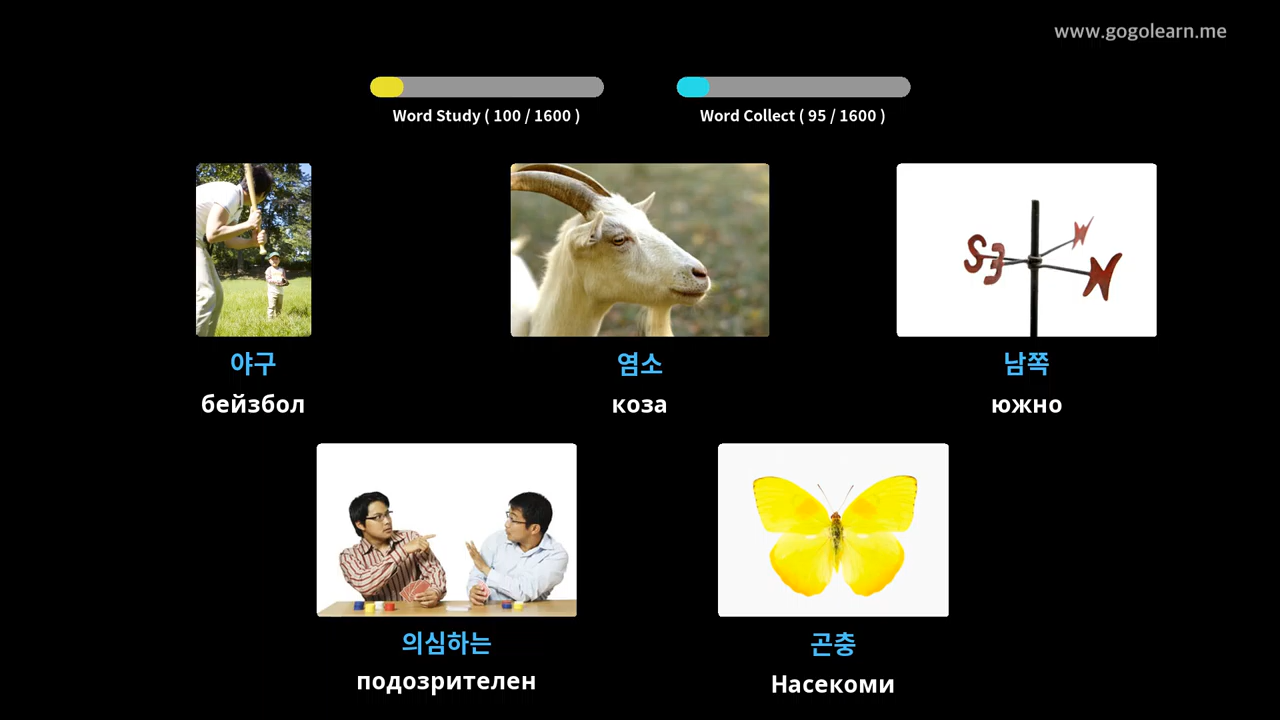 www.gogolearn.me
Word Study ( 100 / 1600 )
Word Collect ( 95 / 1600 )
S
E
N
W
야구
염소
남쪽
бейзбол
коза
южно
의심하는
곤충
подозрителен
Насекоми